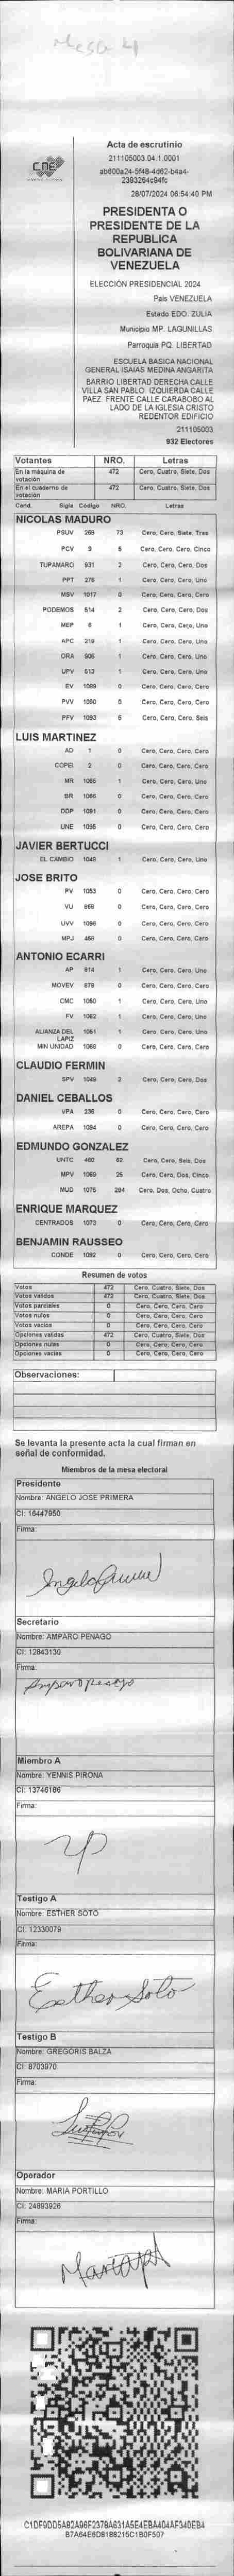 Mesa 4
Acta de escrutinio
211105003.04.1.0001
ab600a24-5f48-4d62-b4a4-
2393264c94fc
28/07/2024 06:54:40 PM
CNE
PRESIDENTA O
PRESIDENTE DE LA
REPUBLICA
BOLIVARIANA DE
VENEZUELA
ELECCIÓN PRESIDENCIAL 2024
País VENEZUELA
Estado EDO. ZULIA
Municipio MP. LAGUNILLAS
Parroquia PQ. LIBERTAD
ESCUELA BASICA NACIONAL
GENERAL ISAIAS MEDINA ANGARITA
BARRIO LIBERTAD DERECHA CALLE
VILLA SAN PABLO. IZQUIERDA CALLE
PAEZ FRENTE CALLE CARABOBO AL
LADO DE LA IGLESIA CRISTO
REDENTOR EDIFICIO
211105003
932 Electores
Votantes NRO. Letras
En la máquina de votación 472 Cero, Cuatro, Siete, Dos
En el cuaderno de votación 472 Cero, Cuatro, Siete, Dos
Cand. Sigla Código NRO. Letras
NICOLAS MADURO
PSUV 269 73 Cero, Cero, Siete, Tres
PCV 9 5 Cero, Cero, Cero, Cinco
TUPAMARO 931 2 Cero, Cero, Cero, Dos
PPT 278 1 Cero, Cero, Cero, Uno
MSV 1017 0 Cero, Cero, Cero, Cero
PODEMOS 514 2 Cero, Cero, Cero, Dos
MEP 6 1 Cero, Cero, Cero, Uno
APC 219 1 Cero, Cero, Cero, Uno
ORA 906 1 Cero, Cero, Cero, Uno
UPV 612 1 Cero, Cero, Cero, Uno
EV 1089 0 Cero, Cero, Cero, Cero
PVV 1090 0 Cero, Cero, Cero, Cero
PFV 1093 6 Cero, Cero, Cero, Seis
LUIS MARTINEZ
AD 1 0 Cero, Cero, Cero, Cero
COPEI 2 0 Cero, Cero, Cero, Cero
MR 1065 1 Cero, Cero, Cero, Uno
BR 1066 0 Cero, Cero, Cero, Cero
DDP 1091 0 Cero, Cero, Cero, Cero
UNE 1095 0 Cero, Cero, Cero, Cero
JAVIER BERTUCCI
EL CAMBIO 1048 1 Cero, Cero, Cero, Uno
JOSE BRITO
PV 1053 0 Cero, Cero, Cero, Cero
VU 969 0 Cero, Cero, Cero, Cero
UVV 1096 0 Cero, Cero, Cero, Cero
MPJ 456 0 Cero, Cero, Cero, Cero
ANTONIO ECARRI
AP 914 1 Cero, Cero, Cero, Uno
MOVEV 879 0 Cero, Cero, Cero, Cero
CMC 1050 1 Cero, Cero, Cero, Uno
FV 1062 1 Cero, Cero, Cero, Uno
ALIANZA DEL LAPIZ 1051 1 Cero, Cero, Cero, Uno
MIN UNIDAD 1068 0 Cero, Cero, Cero, Cero
CLAUDIO FERMIN
SPV 1049 2 Cero, Cero, Cero, Dos
DANIEL CEBALLOS
VPA 236 0 Cero, Cero, Cero, Cero
AREPA 1094 0 Cero, Cero, Cero, Cero
EDMUNDO GONZALEZ
UNTC 460 62 Cero, Cero, Seis, Dos
MPV 1069 25 Cero, Cero, Dos, Cinco
MUD 1075 284 Cero, Dos, Ocho, Cuatro
ENRIQUE MARQUEZ
CENTRADOS 1073 0 Cero, Cero, Cero, Cero
BENJAMIN RAUSSEO
CONDE 1092 0 Cero, Cero, Cero, Cero
Resumen de votos
Votos 472 Cero, Cuatro, Siete, Dos
Votos validos 472 Cero, Cuatro, Siete, Dos
Votos parciales 0 Cero, Cero, Cero, Cero
Votos nulos 0 Cero, Cero, Cero, Cero
Votos vacios 0 Cero, Cero, Cero, Cero
Opciones validas 472 Cero, Cuatro, Siete, Dos
Opciones nulas 0 Cero, Cero, Cero, Cero
Opciones vacias 0 Cero, Cero, Cero, Cero
Observaciones:
Se levanta la presente acta la cual firman en
señal de conformidad.
Miembros de la mesa electoral
Presidente
Nombre: ANGELO JOSE PRIMERA
CI: 16447950
Firma:
Secretario
Nombre: AMPARO PENAGO
CI: 12843130
Firma:
Amparo Penago
Miembro A
Nombre: YENNIS PIRONA
CI: 13746186
Firma:
Testigo A
Nombre: ESTHER SOTO
CI: 12330079
Firma:
Esther Soto
Testigo B
Nombre: GREGORIS BALZA
CI: 8703970
Firma:
Operador
Nombre: MARIA PORTILLO
CI: 24893926
Firma:
C1DF9DD5A82A96F2378A631A5E4EBA404AF340EB4
B7A64E6DB188215C1B0F507